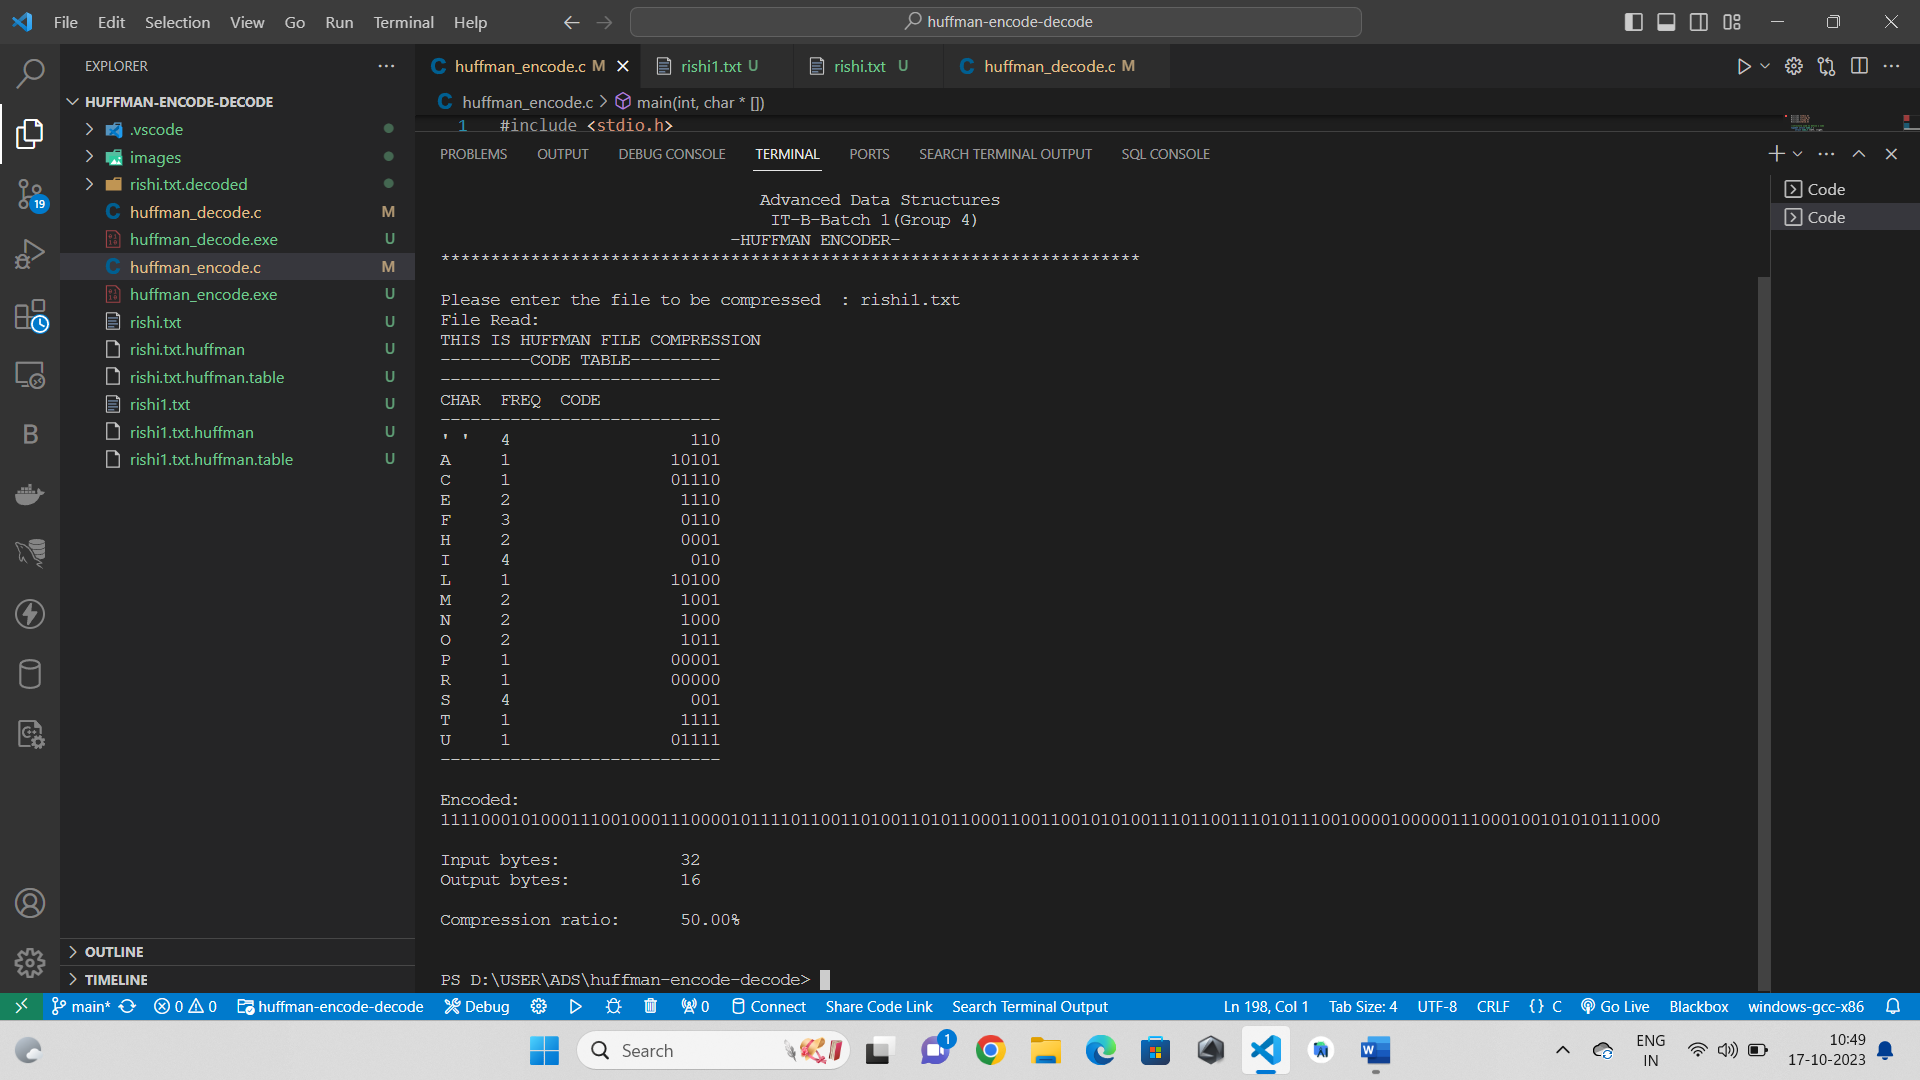 File Edit Selection View Go Run Terminal Help
huffman-encode-decode
EXPLORER
HUFFMAN-ENCODE-DECODE
.vscode
images
rishi.txt.decoded
huffman_decode.c M
huffman_decode.exe U
huffman_encode.c M
huffman_encode.exe U
rishi.txt U
rishi.txt.huffman U
rishi.txt.huffman.table U
rishi1.txt U
rishi1.txt.huffman U
rishi1.txt.huffman.table U
19
B
OUTLINE
TIMELINE
huffman_encode.c M rishi1.txt U rishi.txt U huffman_decode.c M
huffman_encode.c > main(int, char * [])
1 #include <stdio.h>
PROBLEMS OUTPUT DEBUG CONSOLE TERMINAL PORTS SEARCH TERMINAL OUTPUT SQL CONSOLE
Code
Code
Advanced Data Structures
IT-B-Batch 1(Group 4)
-HUFFMAN ENCODER-
**********************************************************************
Please enter the file to be compressed  : rishi1.txt
File Read:
THIS IS HUFFMAN FILE COMPRESSION
---------CODE TABLE---------
----------------------------
CHAR  FREQ  CODE
----------------------------
' ' 4 110
A 1 10101
C 1 01110
E 2 1110
F 3 0110
H 2 0001
I 4 010
L 1 10100
M 2 1001
N 2 1000
O 2 1011
P 1 00001
R 1 00000
S 4 001
T 1 1111
U 1 01111
----------------------------
Encoded:
11110001010001110010001110000101111011001101001101011000110011001010100111011001110101110010000100000111000100101010111000
Input bytes: 32
Output bytes: 16
Compression ratio: 50.00%
PS D:\USER\ADS\huffman-encode-decode>
main* 0 0 huffman-encode-decode Debug 0 Connect Share Code Link Search Terminal Output Ln 198, Col 1 Tab Size: 4 UTF-8 CRLF {} C Go Live Blackbox windows-gcc-x86
Search
1
W
ENG
IN
10:49
17-10-2023